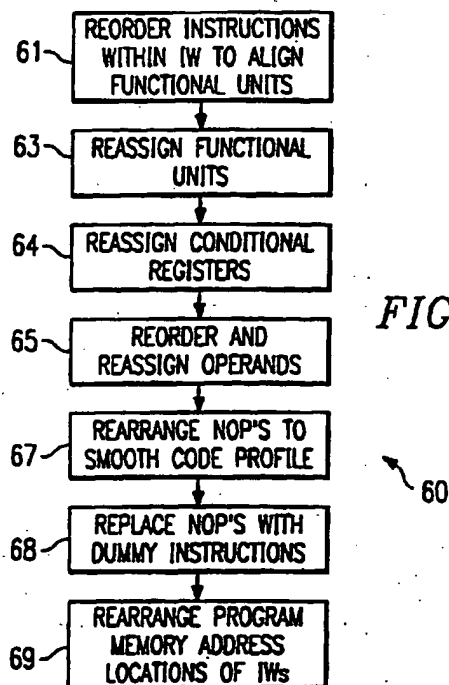 61
REORDER INSTRUCTIONS
WITHIN IW TO ALIGN
FUNCTIONAL UNITS
63
REASSIGN FUNCTIONAL
UNITS
64
REASSIGN CONDITIONAL
REGISTERS
FIG
65
REORDER AND
REASSIGN OPERANDS
67
REARRANGE NOP'S TO
SMOOTH CODE PROFILE
60
68
REPLACE NOP'S WITH
DUMMY INSTRUCTIONS
69
REARRANGE PROGRAM
MEMORY ADDRESS
LOCATIONS OF IWs